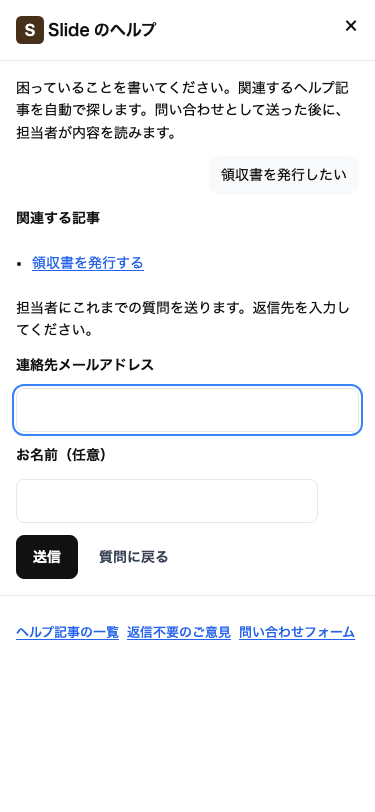 S Slide のヘルプ ×
困っていることを書いてください。関連するヘルプ記
事を自動で探します。問い合わせとして送った後に、
担当者が内容を読みます。
領収書を発行したい
関連する記事
• 領収書を発行する
担当者にこれまでの質問を送ります。返信先を入力し
てください。
連絡先メールアドレス
お名前（任意）
送信 質問に戻る
ヘルプ記事の一覧 返信不要のご意見 問い合わせフォーム